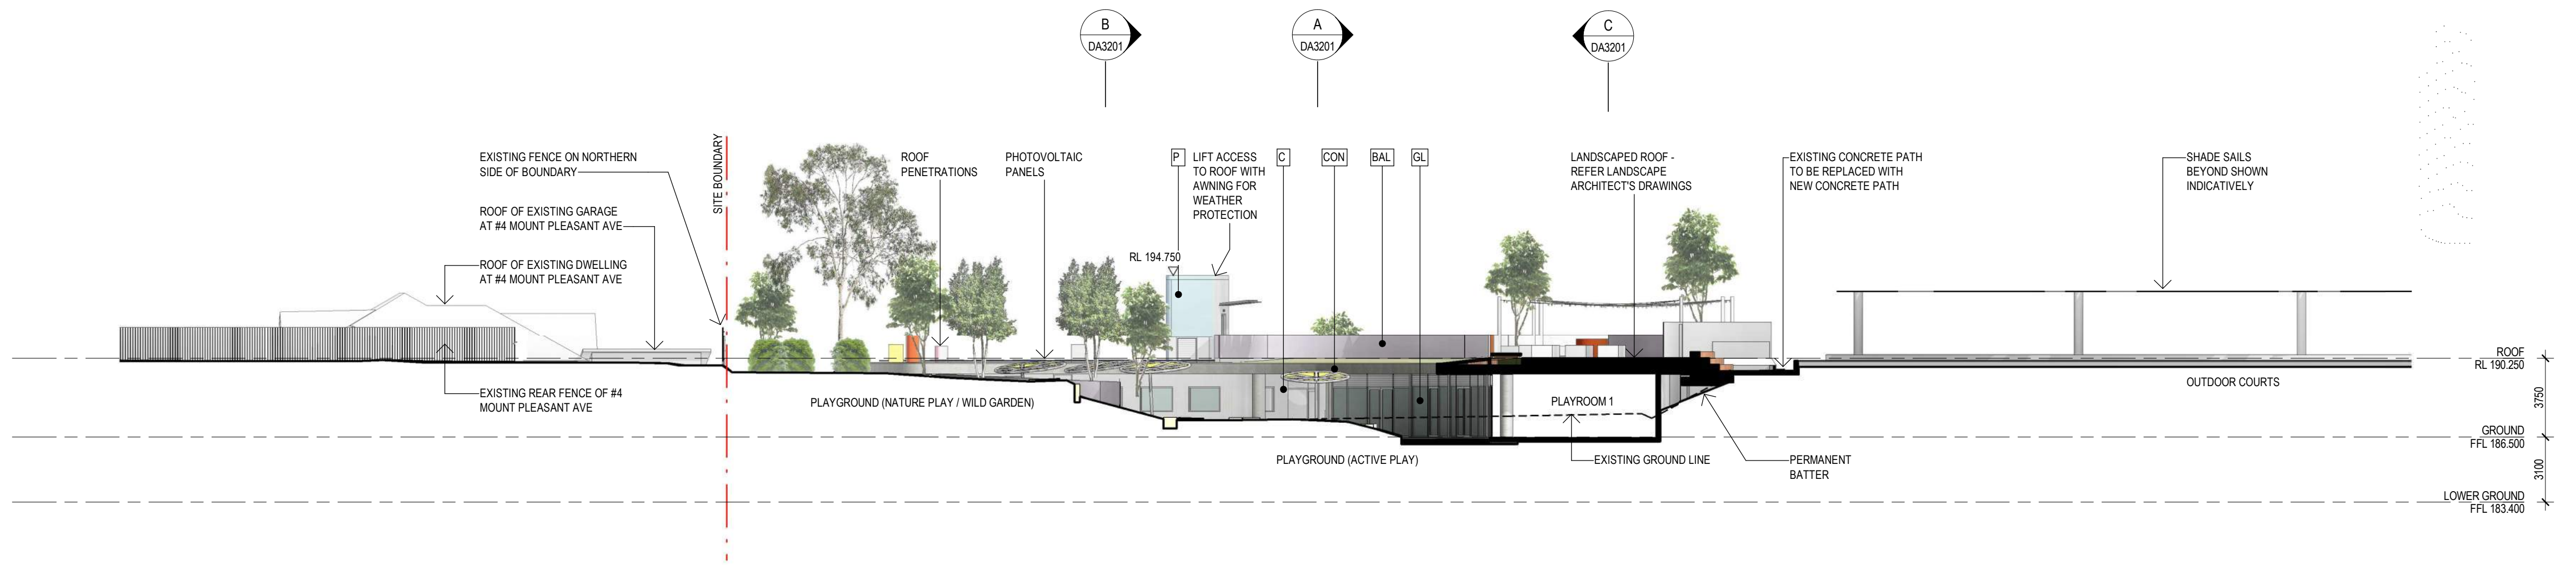 B
DA3201
A
DA3201
C
DA3201
SITE BOUNDARY
EXISTING FENCE ON NORTHERN
SIDE OF BOUNDARY
ROOF OF EXISTING GARAGE
AT #4 MOUNT PLEASANT AVE
ROOF OF EXISTING DWELLING
AT #4 MOUNT PLEASANT AVE
EXISTING REAR FENCE OF #4
MOUNT PLEASANT AVE
ROOF
PENETRATIONS
PHOTOVOLTAIC
PANELS
P
LIFT ACCESS
TO ROOF WITH
AWNING FOR
WEATHER
PROTECTION
RL 194.750
C
CON
BAL
GL
LANDSCAPED ROOF -
REFER LANDSCAPE
ARCHITECT'S DRAWINGS
EXISTING CONCRETE PATH
TO BE REPLACED WITH
NEW CONCRETE PATH
SHADE SAILS
BEYOND SHOWN
INDICATIVELY
PLAYGROUND (NATURE PLAY / WILD GARDEN)
PLAYROOM 1
PLAYGROUND (ACTIVE PLAY)
EXISTING GROUND LINE
PERMANENT
BATTER
OUTDOOR COURTS
ROOF
RL 190.250
3750
GROUND
FFL 186.500
3100
LOWER GROUND
FFL 183.400